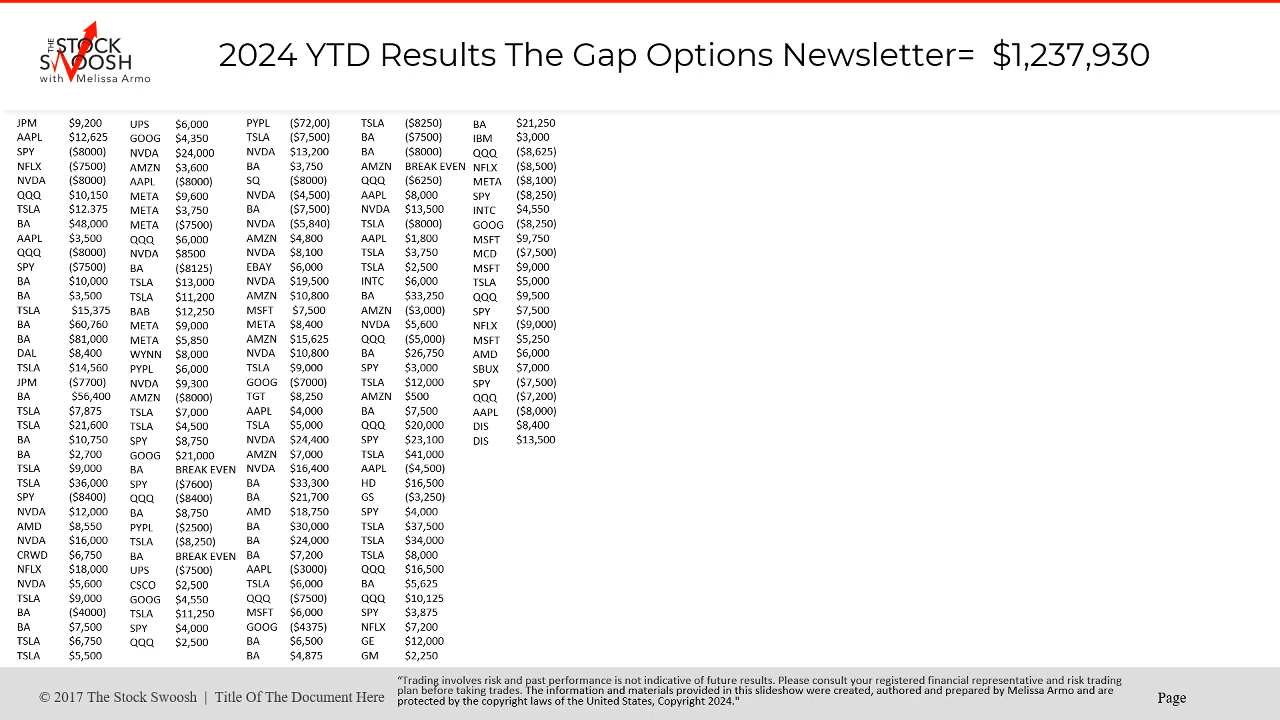 THE STOCK
SWOOSH
with Melissa Armo
2024 YTD Results The Gap Options Newsletter= $1,237,930
JPM $9,200
AAPL $12,625
SPY ($8000)
NFLX ($7500)
NVDA ($8000)
QQQ $10,150
TSLA $12.375
BA $48,000
AAPL $3,500
QQQ ($8000)
SPY ($7500)
BA $10,000
BA $3,500
TSLA $15,375
BA $60,760
BA $81,000
DAL $8,400
TSLA $14,560
JPM ($7700)
BA $56,400
TSLA $7,875
TSLA $21,600
BA $10,750
BA $2,700
TSLA $9,000
TSLA $36,000
SPY ($8400)
NVDA $12,000
AMD $8,550
NVDA $16,000
CRWD $6,750
NFLX $18,000
NVDA $5,600
TSLA $9,000
BA ($4000)
BA $7,500
TSLA $6,750
TSLA $5,500
UPS $6,000
GOOG $4,350
NVDA $24,000
AMZN $3,600
AAPL ($8000)
META $9,600
META $3,750
META ($7500)
QQQ $6,000
NVDA $8500
BA ($8125)
TSLA $13,000
TSLA $11,200
BAB $12,250
META $9,000
META $5,850
WYNN $8,000
PYPL $6,000
NVDA $9,300
AMZN ($8000)
TSLA $7,000
TSLA $4,500
SPY $8,750
GOOG $21,000
BA BREAK EVEN
SPY ($7600)
QQQ ($8400)
BA $8,750
PYPL ($2500)
TSLA ($8,250)
BA BREAK EVEN
UPS ($7500)
CSCO $2,500
GOOG $4,550
TSLA $11,250
SPY $4,000
QQQ $2,500
PYPL ($72,00)
TSLA ($7,500)
NVDA $13,200
BA $3,750
SQ ($8000)
NVDA ($4,500)
BA ($7,500)
NVDA ($5,840)
AMZN $4,800
NVDA $8,100
EBAY $6,000
NVDA $19,500
AMZN $10,800
MSFT $7,500
META $8,400
AMZN $15,625
NVDA $10,800
TSLA $9,000
GOOG ($7000)
TGT $8,250
AAPL $4,000
TSLA $5,000
NVDA $24,400
AMZN $7,000
NVDA $16,400
BA $33,300
BA $21,700
AMD $18,750
BA $30,000
BA $24,000
BA $7,200
AAPL ($3000)
TSLA $6,000
QQQ ($7500)
MSFT $6,000
GOOG ($4375)
BA $6,500
BA $4,875
TSLA ($8250)
BA ($7500)
BA ($8000)
AMZN BREAK EVEN
QQQ ($6250)
AAPL $8,000
NVDA $13,500
TSLA ($8000)
AAPL $1,800
TSLA $3,750
TSLA $2,500
INTC $6,000
BA $33,250
AMZN ($3,000)
NVDA $5,600
QQQ ($5,000)
BA $26,750
SPY $3,000
TSLA $12,000
AMZN $500
BA $7,500
QQQ $20,000
SPY $23,100
TSLA $41,000
AAPL ($4,500)
HD $16,500
GS ($3,250)
SPY $4,000
TSLA $37,500
TSLA $34,000
TSLA $8,000
QQQ $16,500
BA $5,625
QQQ $10,125
SPY $3,875
NFLX $7,200
GE $12,000
GM $2,250
BA $21,250
IBM $3,000
QQQ ($8,625)
NFLX ($8,500)
META ($8,100)
SPY ($8,250)
INTC $4,550
GOOG ($8,250)
MSFT $9,750
MCD ($7,500)
MSFT $9,000
TSLA $5,000
QQQ $9,500
SPY $7,500
NFLX ($9,000)
MSFT $5,250
AMD $6,000
SBUX $7,000
SPY ($7,500)
QQQ ($7,200)
AAPL ($8,000)
DIS $8,400
DIS $13,500
© 2017 The Stock Swoosh | Title Of The Document Here
"Trading involves risk and past performance is not indicative of future results. Please consult your registered financial representative and risk trading
plan before taking trades. The information and materials provided in this slideshow were created, authored and prepared by Melissa Armo and are
protected by the copyright laws of the United States, Copyright 2024."
Page